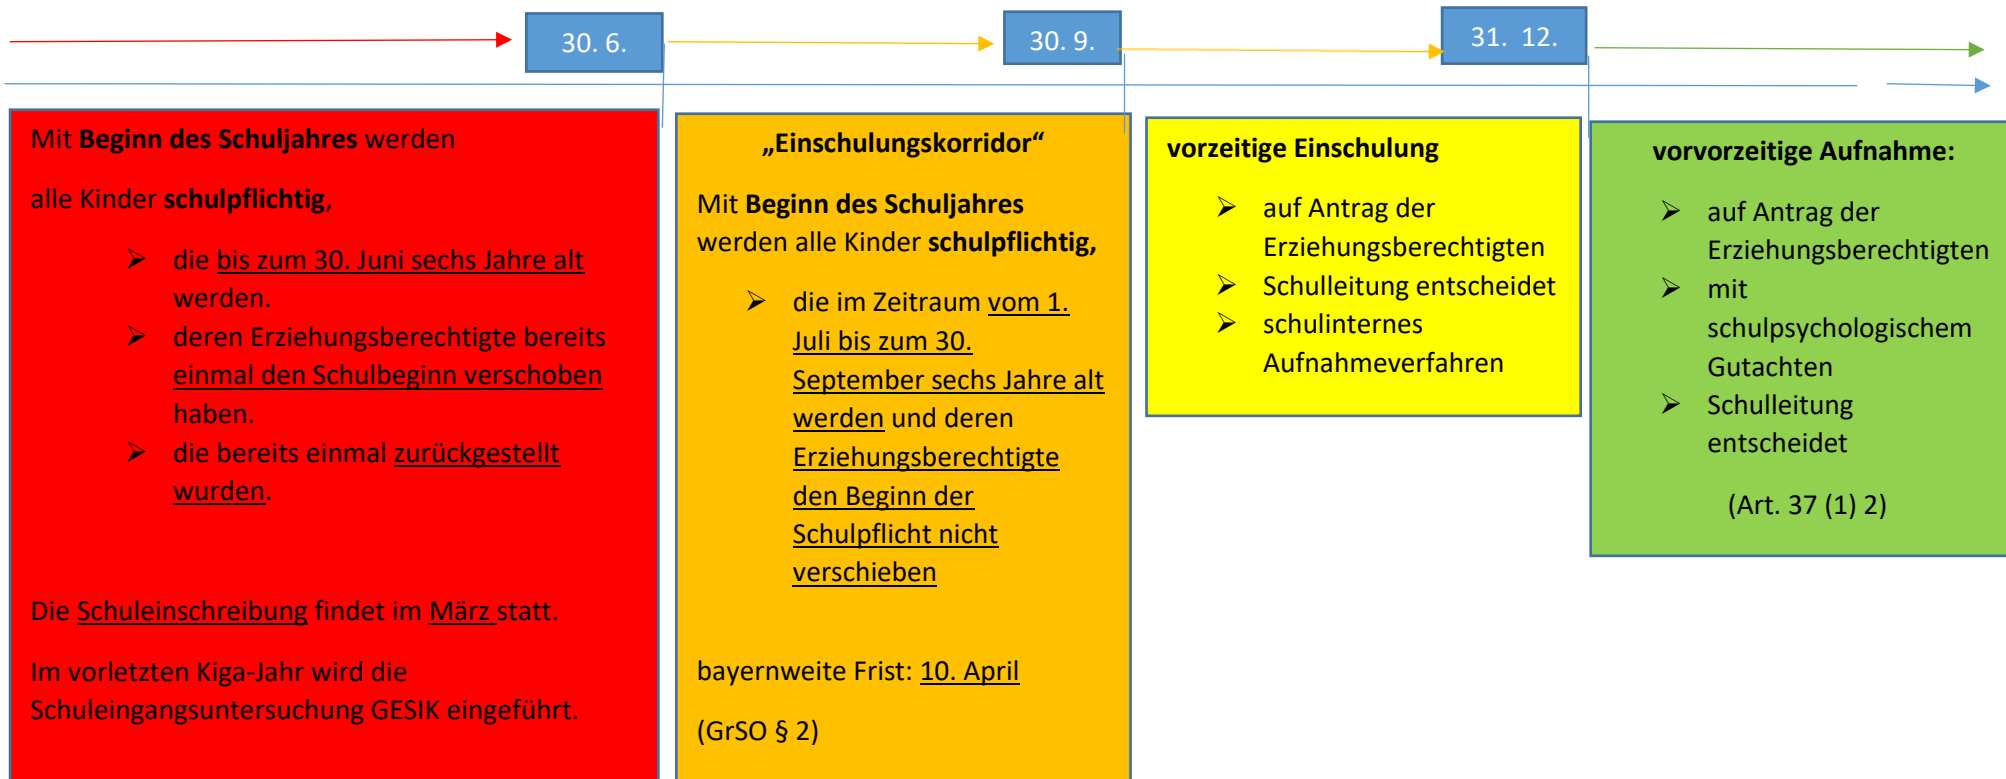 30. 6.
30. 9.
31. 12.
Mit Beginn des Schuljahres werden
alle Kinder schulpflichtig,
➢ die bis zum 30. Juni sechs Jahre alt
werden.
➢ deren Erziehungsberechtigte bereits
einmal den Schulbeginn verschoben
haben.
➢ die bereits einmal zurückgestellt
wurden.
Die Schuleinschreibung findet im März statt.
Im vorletzten Kiga-Jahr wird die
Schuleingangsuntersuchung GESIK eingeführt.
„Einschulungskorridor“
Mit Beginn des Schuljahres
werden alle Kinder schulpflichtig,
➢ die im Zeitraum vom 1.
Juli bis zum 30.
September sechs Jahre alt
werden und deren
Erziehungsberechtigte
den Beginn der
Schulpflicht nicht
verschieben
bayernweite Frist: 10. April
(GrSO § 2)
vorzeitige Einschulung
➢ auf Antrag der
Erziehungsberechtigten
➢ Schulleitung entscheidet
➢ schulinternes
Aufnahmeverfahren
vorvorzeitige Aufnahme:
➢ auf Antrag der
Erziehungsberechtigten
➢ mit
schulpsychologischem
Gutachten
➢ Schulleitung
entscheidet
(Art. 37 (1) 2)